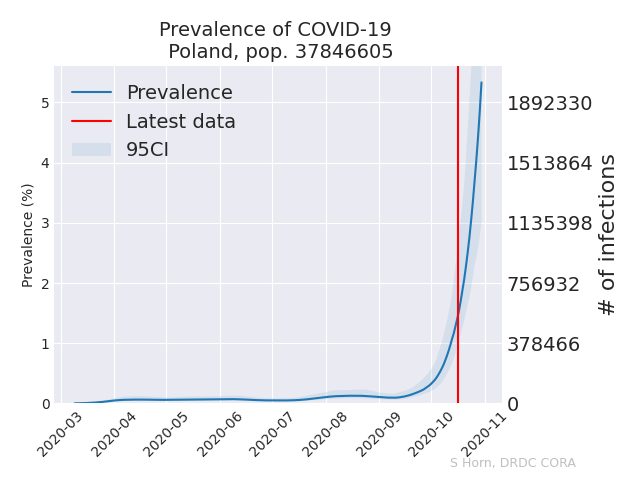 Prevalence of COVID-19
Poland, pop. 37846605
Prevalence
Latest data
95CI
Prevalence (%)
5
4
3
2
1
0
1892330
1513864
1135398
756932
378466
0
# of infections
2020-03
2020-04
2020-05
2020-06
2020-07
2020-08
2020-09
2020-10
2020-11
S Horn, DRDC CORA